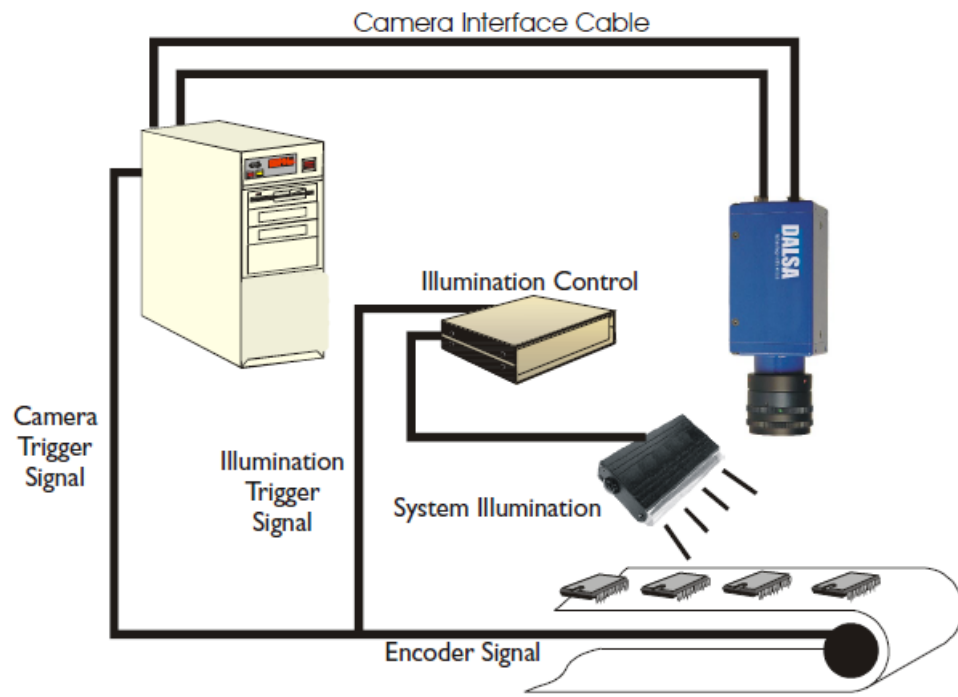 Camera Interface Cable
DALSA
Illumination Control
Camera
Trigger
Signal
Illumination
Trigger
Signal
System Illumination
Encoder Signal